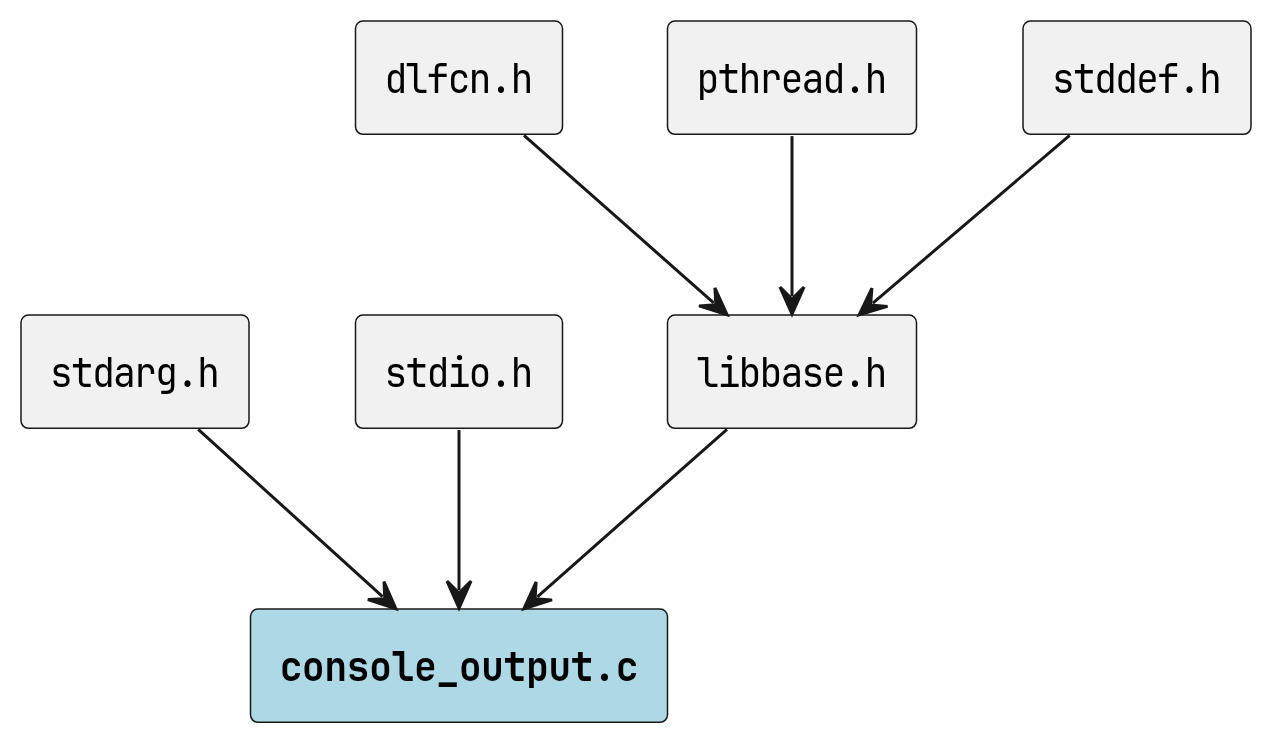 dlfcn.h
pthread.h
stddef.h
stdarg.h
stdio.h
libbase.h
console_output.c